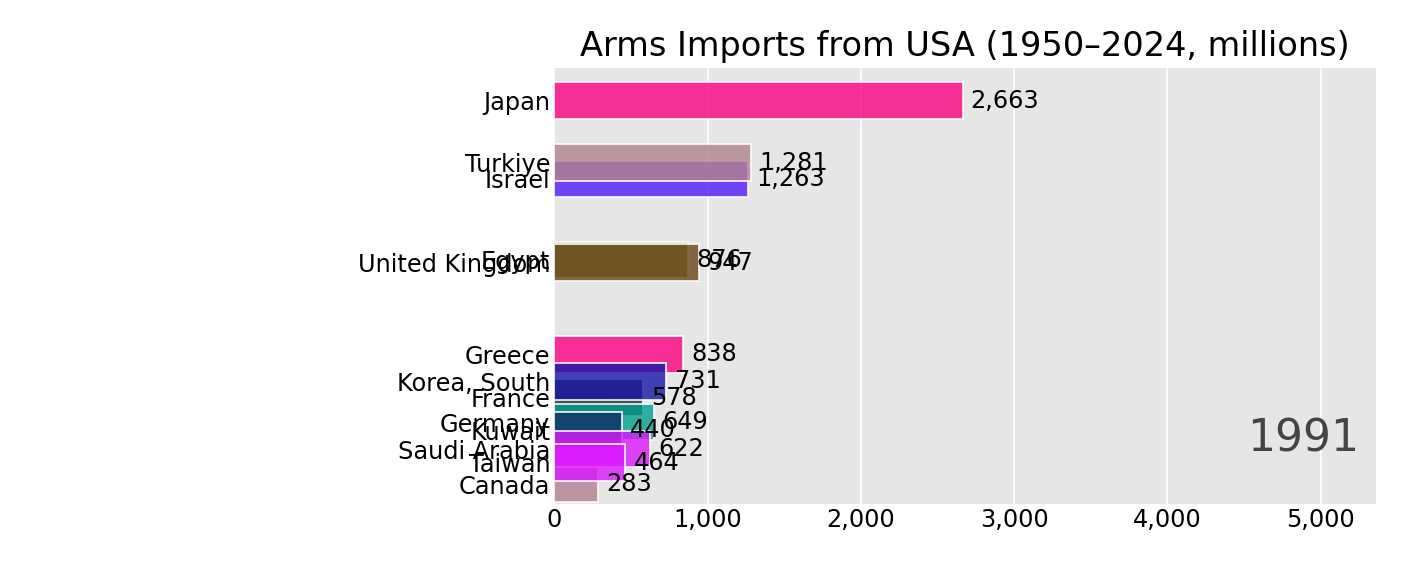 Arms Imports from USA (1950–2024, millions)
Japan 2,663
Turkiye 1,281
Israel 1,263
Egypt 876
United Kingdom 947
Greece 838
Korea, South 731
France 578
Germany 649
Kuwait 440
Saudi Arabia 622
Taiwan 464
Canada 283
1991
0 1,000 2,000 3,000 4,000 5,000